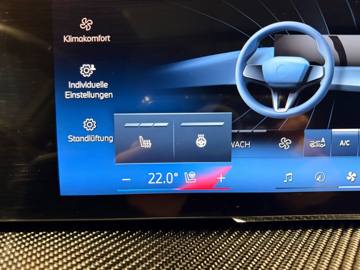 Klimakomfort
Individuelle
Einstellungen
Standlüftung
WACH
A/C
− 22.0° +